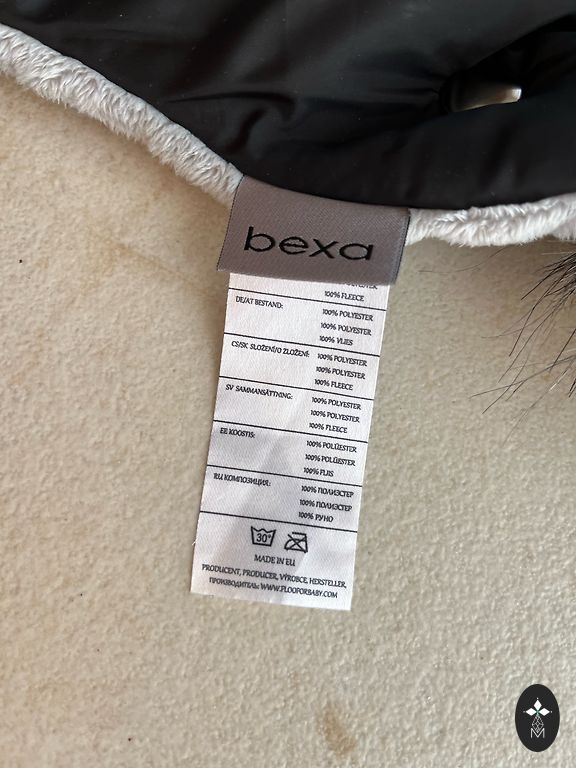 bexa
100% FLEECE
DE/AT BESTAND: 100% POLYESTER
100% POLYESTER
100% VLIES
CS/SK SLOŽENÍ/O ZLOŽENÍ: 100% POLYESTER
100% POLYESTER
100% FLEECE
SV SAMMANSÄTTNING: 100% POLYESTER
100% POLYESTER
100% FLEECE
EE KOOSTIS: 100% POLÜESTER
100% POLÜESTER
100% FLIIS
RU КОМПОЗИЦИЯ: 100% ПОЛИЭСТЕР
100% ПОЛИЭСТЕР
100% РУНО
30°
MADE IN EU
PRODUCENT, PRODUCER, VÝROBCE, HERSTELLER,
ПРОИЗВОДИТЕЛЬ: WWW.FLOOFORBABY.COM